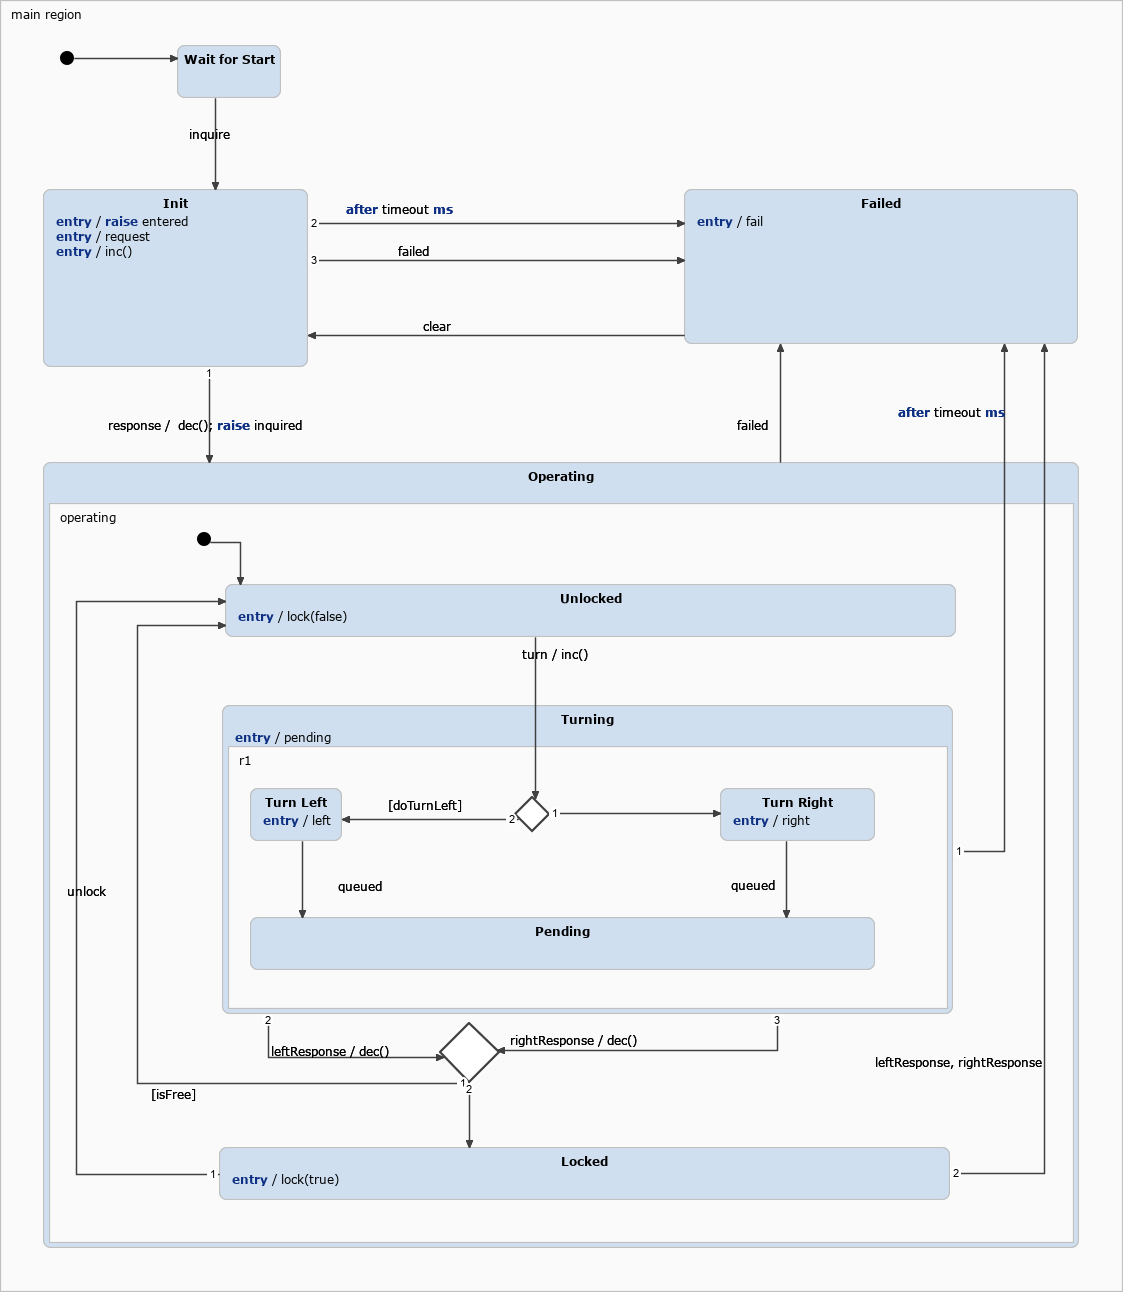 main region
Wait for Start
inquire
Init
entry / raise entered
entry / request
entry / inc()
2
after timeout ms
3
failed
clear
Failed
entry / fail
1
response /  dec(); raise inquired
failed
after timeout ms
Operating
operating
Unlocked
entry / lock(false)
turn / inc()
Turning
entry / pending
r1
Turn Left
entry / left
[doTurnLeft]
2
1
Turn Right
entry / right
1
queued
queued
unlock
Pending
2
3
leftResponse / dec()
rightResponse / dec()
leftResponse, rightResponse
1
2
[isFree]
Locked
entry / lock(true)
1
2